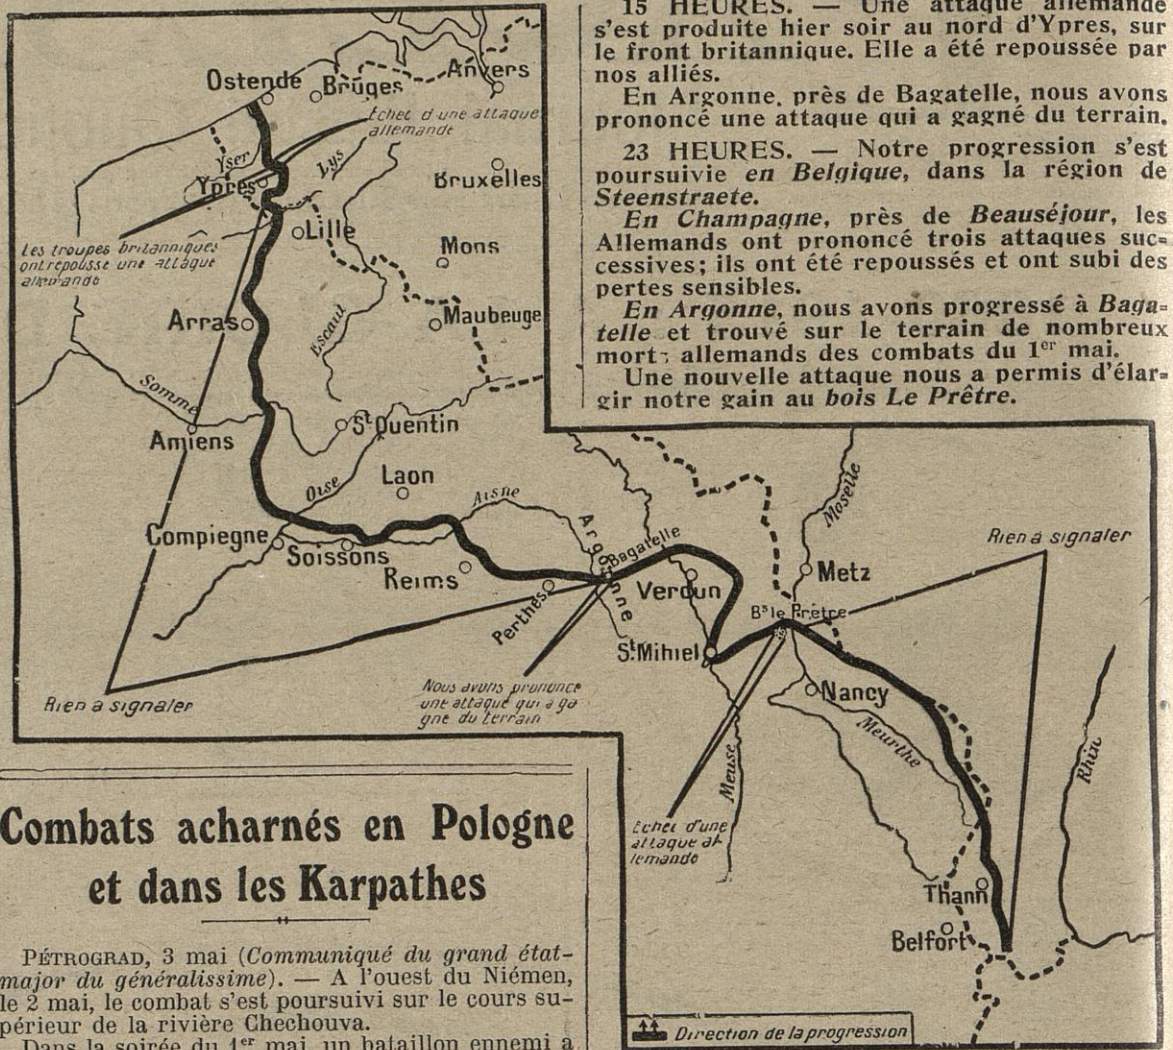 15 HEURES. — Une attaque allemande
s'est produite hier soir au nord d'Ypres, sur
le front britannique. Elle a été repoussée par
nos alliés.
En Argonne, près de Bagatelle, nous avons
prononcé une attaque qui a gagné du terrain.
23 HEURES. — Notre progression s'est
poursuivie en Belgique, dans la région de
Steenstraete.
En Champagne, près de Beauséjour, les
Allemands ont prononcé trois attaques suc-
cessives; ils ont été repoussés et ont subi des
pertes sensibles.
En Argonne, nous avons progressé à Baga-
telle et trouvé sur le terrain de nombreux
morts allemands des combats du 1er mai.
Une nouvelle attaque nous a permis d'élar-
gir notre gain au bois Le Prêtre.
Ostende
Bruges
Anvers
Echec d'une attaque
allemande
Yser
Lys
Ypres
Bruxelles
Lille
Les troupes britanniques
ont repoussé une attaque
allemande
Mons
Arras
Escaut
Maubeuge
Somme
Amiens
St Quentin
Oise
Laon
Aisne
Compiegne
Soissons
Reims
Perthes
Argonne
Bagatelle
Verdun
Moselle
Metz
Rien à signaler
Bs le Prêtre
St Mihiel
Nancy
Meurthe
Meuse
Rhin
Rien à signaler
Nous avons prononcé
une attaque qui a ga
gné du terrain
Echec d'une
attaque al-
lemande
Thann
Belfort
Direction de la progression
Combats acharnés en Pologne
et dans les Karpathes
PÉTROGRAD, 3 mai (Communiqué du grand état-
major du généralissime). — A l'ouest du Niémen,
le 2 mai, le combat s'est poursuivi sur le cours su-
périeur de la rivière Chechouva.
Dans la soirée du 1er mai, un bataillon ennemi a